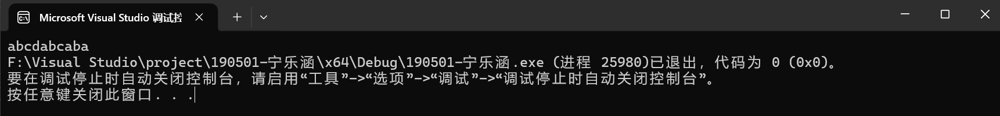 Microsoft Visual Studio 调试控
abcdabcaba
F:\Visual Studio\project\190501-宁乐涵\x64\Debug\190501-宁乐涵.exe (进程 25980)已退出，代码为 0 (0x0)。
要在调试停止时自动关闭控制台，请启用“工具”->“选项”->“调试”->“调试停止时自动关闭控制台”。
按任意键关闭此窗口. . .